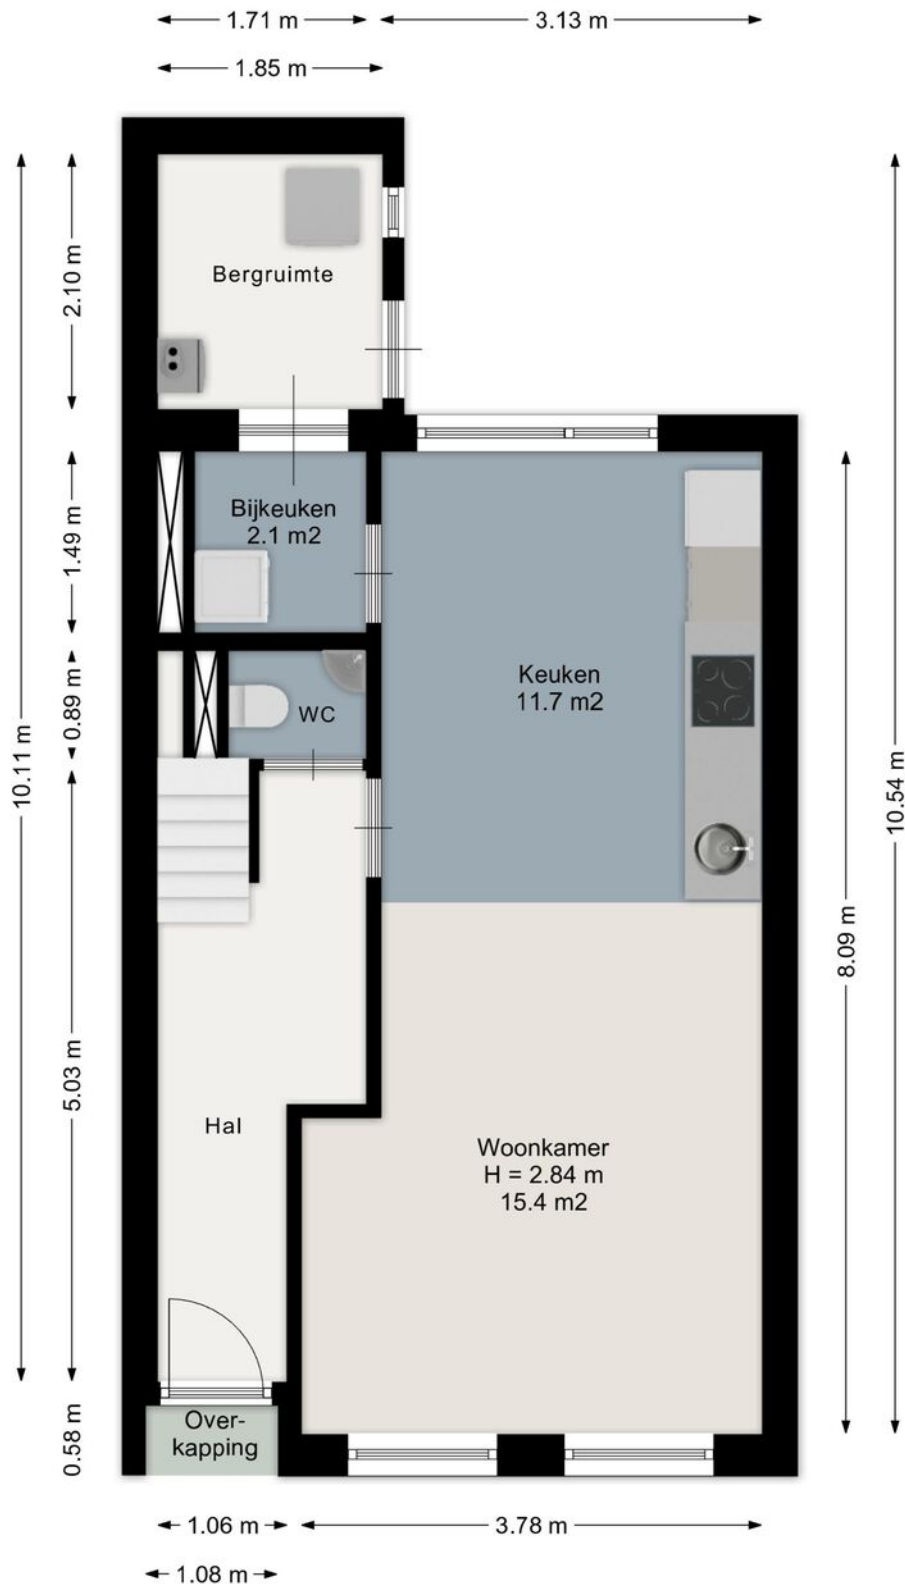 1.71 m
3.13 m
1.85 m
2.10 m
Bergruimte
1.49 m
Bijkeuken
2.1 m2
0.89 m
WC
Keuken
11.7 m2
10.11 m
10.54 m
8.09 m
5.03 m
Hal
Woonkamer
H = 2.84 m
15.4 m2
0.58 m
Over-
kapping
1.06 m
3.78 m
1.08 m